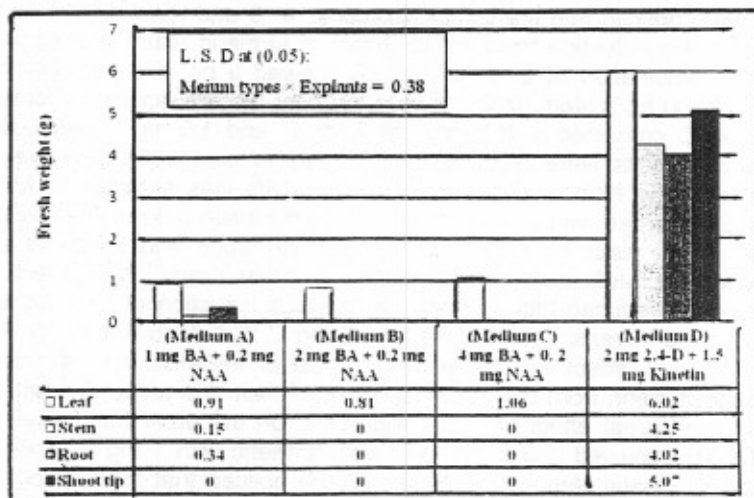 7
6
5
4
3
2
1
0
Fresh weight (g)
L. S. D at (0.05):
Meium types × Explants = 0.38
(Medium A) (Medium B) (Medium C) (Medium D)
1 mg BA + 0.2 mg 2 mg BA + 0.2 mg 4 mg BA + 0. 2 2 mg 2.4-D + 1.5
NAA NAA mg NAA mg Kinetin
Leaf 0.91 0.81 1.06 6.02
Stem 0.15 0 0 4.25
Root 0.34 0 0 4.02
Shoot tip 0 0 0